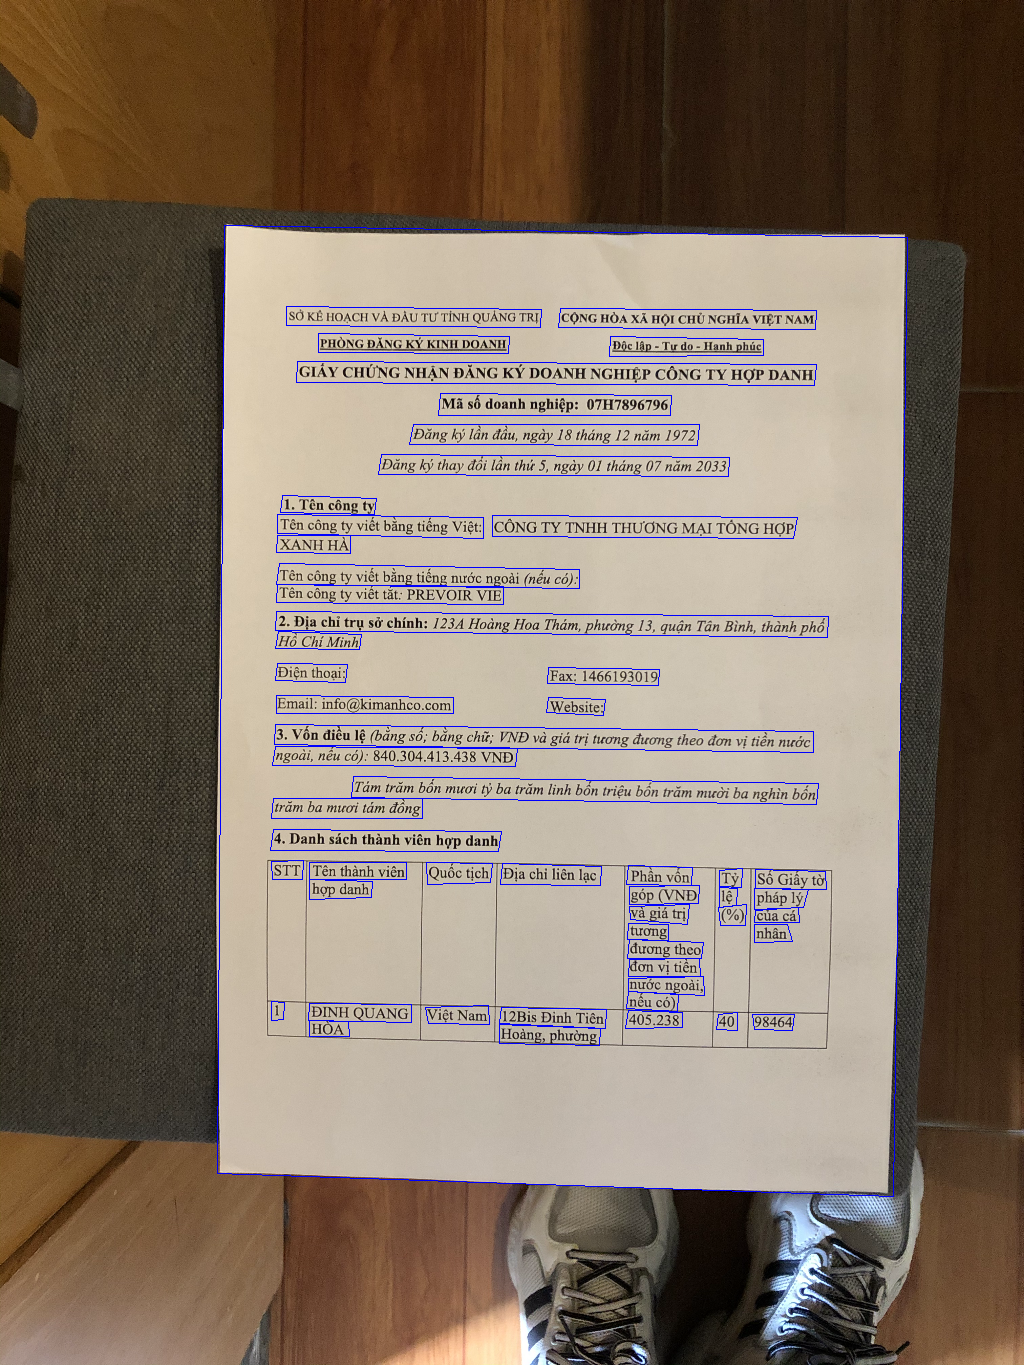 SỞ KẾ HOẠCH VÀ ĐẦU TƯ TỈNH QUẢNG TRỊ
CỘNG HÒA XÃ HỘI CHỦ NGHĨA VIỆT NAM
PHÒNG ĐĂNG KÝ KINH DOANH
Độc lập - Tự do - Hạnh phúc
GIẤY CHỨNG NHẬN ĐĂNG KÝ DOANH NGHIỆP CÔNG TY HỢP DANH
Mã số doanh nghiệp: 07H7896796
Đăng ký lần đầu, ngày 18 tháng 12 năm 1972
Đăng ký thay đổi lần thứ 5, ngày 01 tháng 07 năm 2033
1. Tên công ty
Tên công ty viết bằng tiếng Việt: CÔNG TY TNHH THƯƠNG MẠI TỔNG HỢP
XANH HÀ
Tên công ty viết bằng tiếng nước ngoài (nếu có):
Tên công ty viết tắt: PREVOIR VIE
2. Địa chỉ trụ sở chính: 123A Hoàng Hoa Thám, phường 13, quận Tân Bình, thành phố
Hồ Chí Minh
Điện thoại:
Fax: 1466193019
Email: info@kimanhco.com
Website:
3. Vốn điều lệ (bằng số; bằng chữ; VNĐ và giá trị tương đương theo đơn vị tiền nước
ngoài, nếu có): 840.304.413.438 VNĐ
Tám trăm bốn mươi tỷ ba trăm linh bốn triệu bốn trăm mười ba nghìn bốn
trăm ba mươi tám đồng
4. Danh sách thành viên hợp danh
STT
Tên thành viên
hợp danh
Quốc tịch
Địa chỉ liên lạc
Phần vốn
góp (VNĐ
và giá trị
tương
đương theo
đơn vị tiền
nước ngoài,
nếu có)
Tỷ
lệ
(%)
Số Giấy tờ
pháp lý
của cá
nhân
1
ĐINH QUANG
HÒA
Việt Nam
12Bis Đinh Tiên
Hoàng, phường
405.238
40
98464